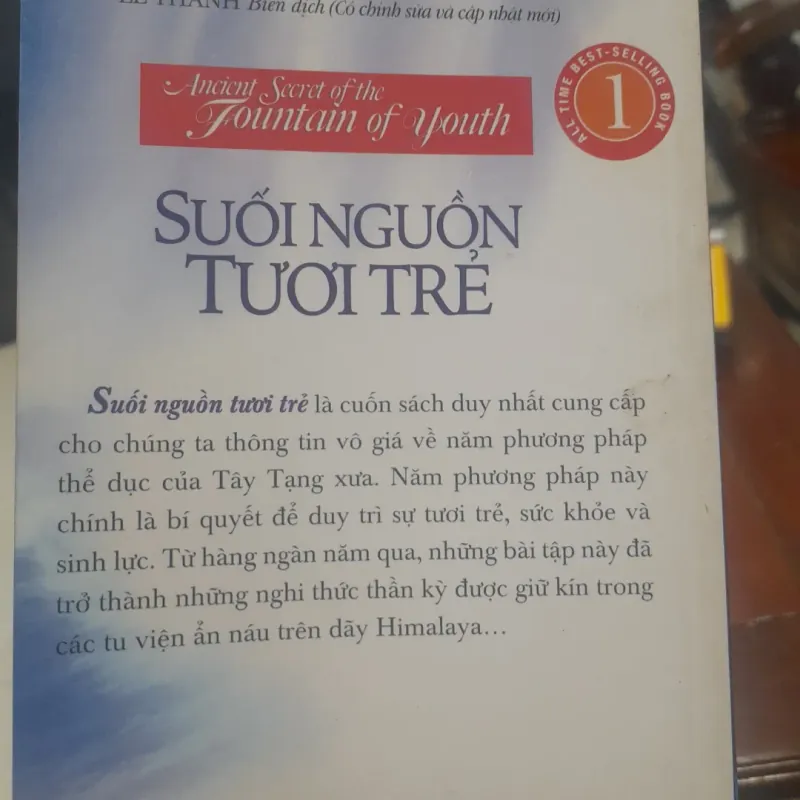 LÊ THÀNH Biên dịch (Có chỉnh sửa và cập nhật mới)
Ancient Secret of the
Fountain of Youth
ALL TIME BEST-SELLING BOOK
1
SUỐI NGUỒN
TƯƠI TRẺ
Suối nguồn tươi trẻ là cuốn sách duy nhất cung cấp
cho chúng ta thông tin vô giá về năm phương pháp
thể dục của Tây Tạng xưa. Năm phương pháp này
chính là bí quyết để duy trì sự tươi trẻ, sức khỏe và
sinh lực. Từ hàng ngàn năm qua, những bài tập này đã
trở thành những nghi thức thần kỳ được giữ kín trong
các tu viện ẩn náu trên dãy Himalaya...